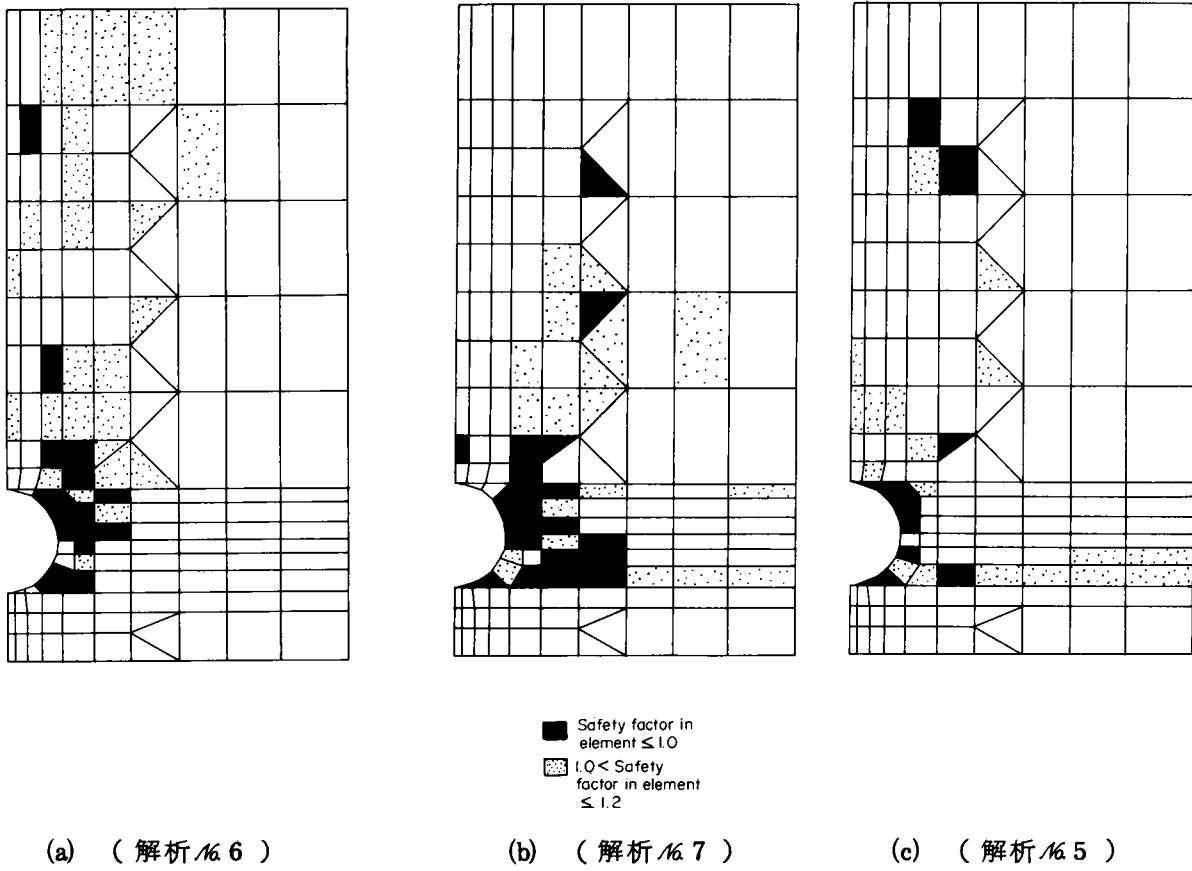 Safety factor in
element ≤ 1.0
1.0 < Safety
factor in element
≤ 1.2
(a) ( 解析 № 6 )
(b) ( 解析 № 7 )
(c) ( 解析 № 5 )